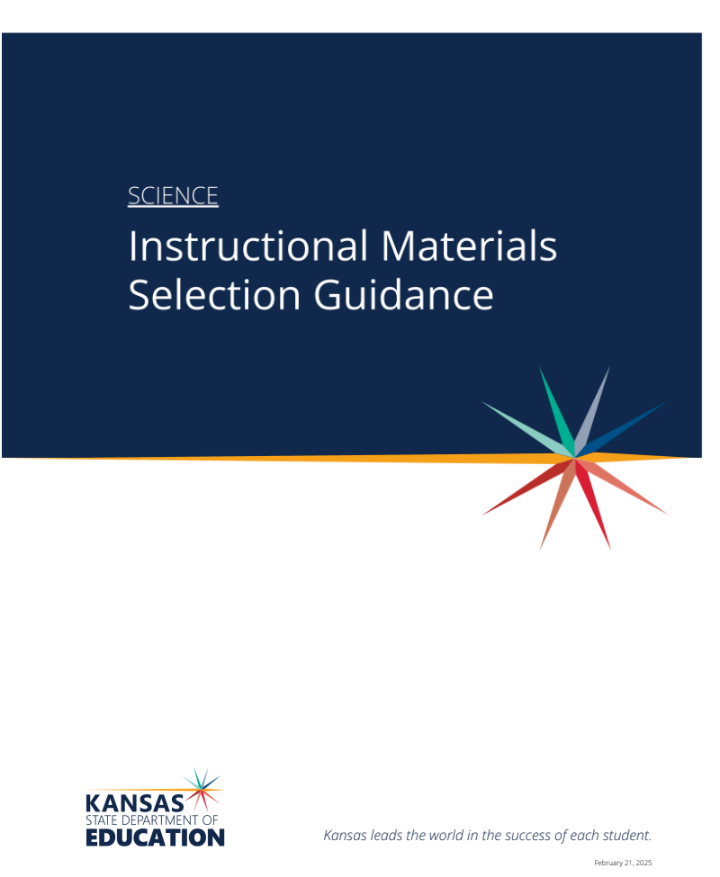 SCIENCE
Instructional Materials
Selection Guidance
KANSAS
STATE DEPARTMENT OF
EDUCATION
Kansas leads the world in the success of each student.
February 21, 2025